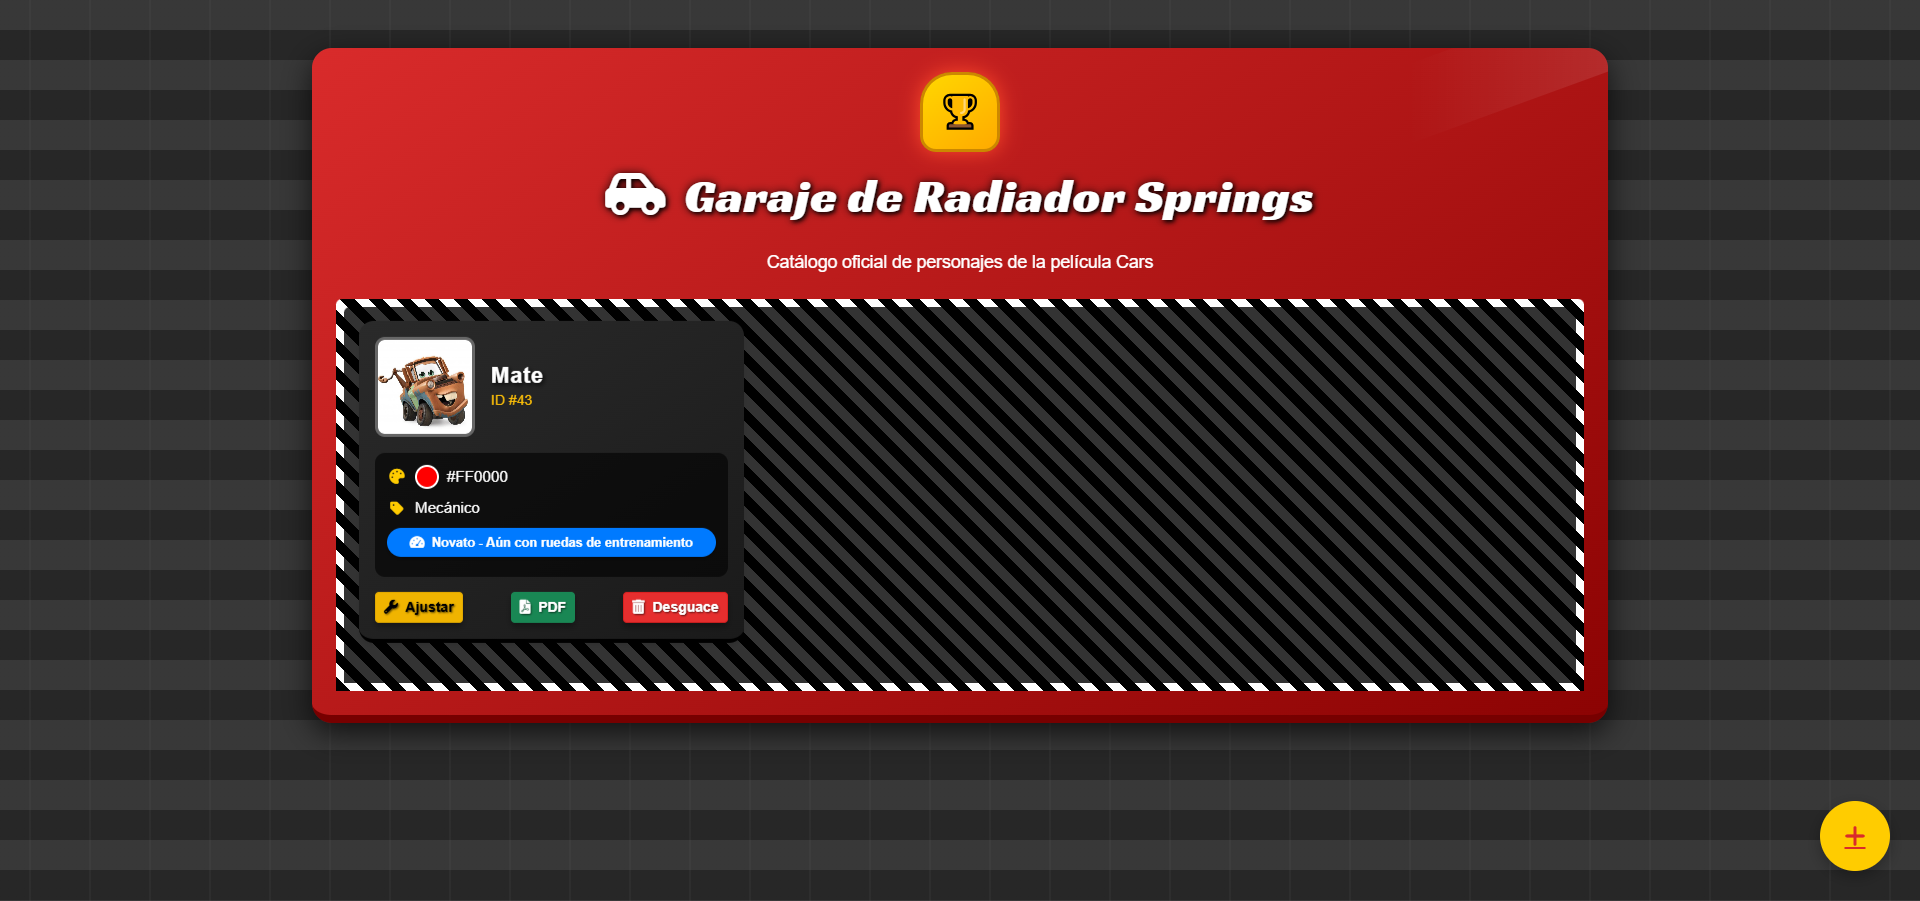 Garaje de Radiador Springs
Catálogo oficial de personajes de la película Cars
Mate
ID #43
#FF0000
Mecánico
Novato - Aún con ruedas de entrenamiento
Ajustar PDF Desguace